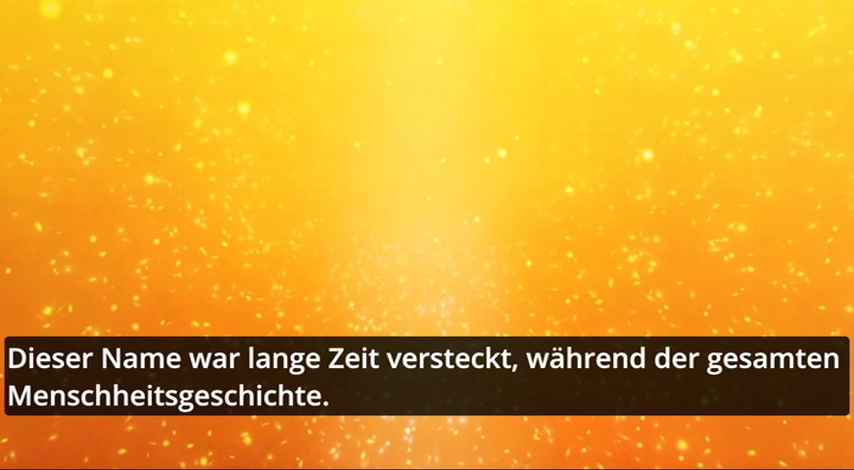 Dieser Name war lange Zeit versteckt, während der gesamten
Menschheitsgeschichte.